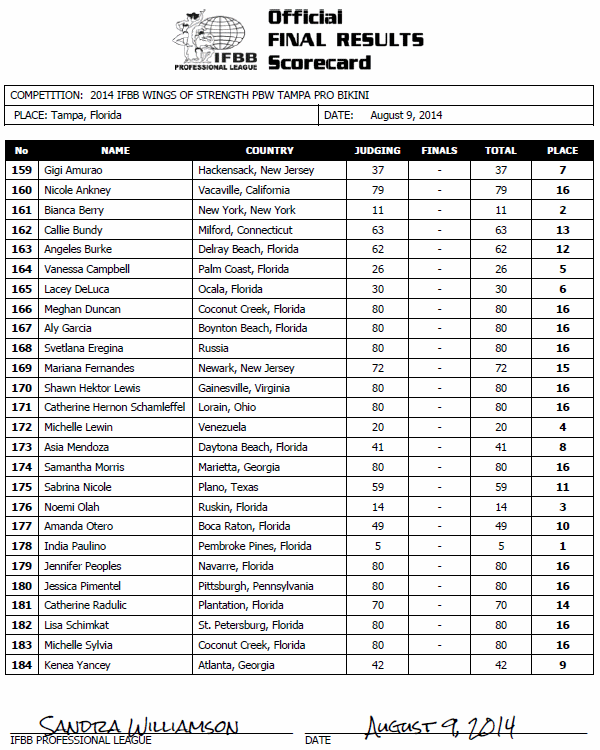 IFBB
PROFESSIONAL LEAGUE
Official
FINAL RESULTS
Scorecard
COMPETITION: 2014 IFBB WINGS OF STRENGTH PBW TAMPA PRO BIKINI
PLACE: Tampa, Florida DATE: August 9, 2014
No NAME COUNTRY JUDGING FINALS TOTAL PLACE
159 Gigi Amurao Hackensack, New Jersey 37 - 37 7
160 Nicole Ankney Vacaville, California 79 - 79 16
161 Bianca Berry New York, New York 11 - 11 2
162 Callie Bundy Milford, Connecticut 63 - 63 13
163 Angeles Burke Delray Beach, Florida 62 - 62 12
164 Vanessa Campbell Palm Coast, Florida 26 - 26 5
165 Lacey DeLuca Ocala, Florida 30 - 30 6
166 Meghan Duncan Coconut Creek, Florida 80 - 80 16
167 Aly Garcia Boynton Beach, Florida 80 - 80 16
168 Svetlana Eregina Russia 80 - 80 16
169 Mariana Fernandes Newark, New Jersey 72 - 72 15
170 Shawn Hektor Lewis Gainesville, Virginia 80 - 80 16
171 Catherine Hernon Schamleffel Lorain, Ohio 80 - 80 16
172 Michelle Lewin Venezuela 20 - 20 4
173 Asia Mendoza Daytona Beach, Florida 41 - 41 8
174 Samantha Morris Marietta, Georgia 80 - 80 16
175 Sabrina Nicole Plano, Texas 59 - 59 11
176 Noemi Olah Ruskin, Florida 14 - 14 3
177 Amanda Otero Boca Raton, Florida 49 - 49 10
178 India Paulino Pembroke Pines, Florida 5 - 5 1
179 Jennifer Peoples Navarre, Florida 80 - 80 16
180 Jessica Pimentel Pittsburgh, Pennsylvania 80 - 80 16
181 Catherine Radulic Plantation, Florida 70 - 70 14
182 Lisa Schimkat St. Petersburg, Florida 80 - 80 16
183 Michelle Sylvia Coconut Creek, Florida 80 - 80 16
184 Kenea Yancey Atlanta, Georgia 42 - 42 9
SANDRA WILLIAMSON AUGUST 9, 2014
IFBB PROFESSIONAL LEAGUE DATE